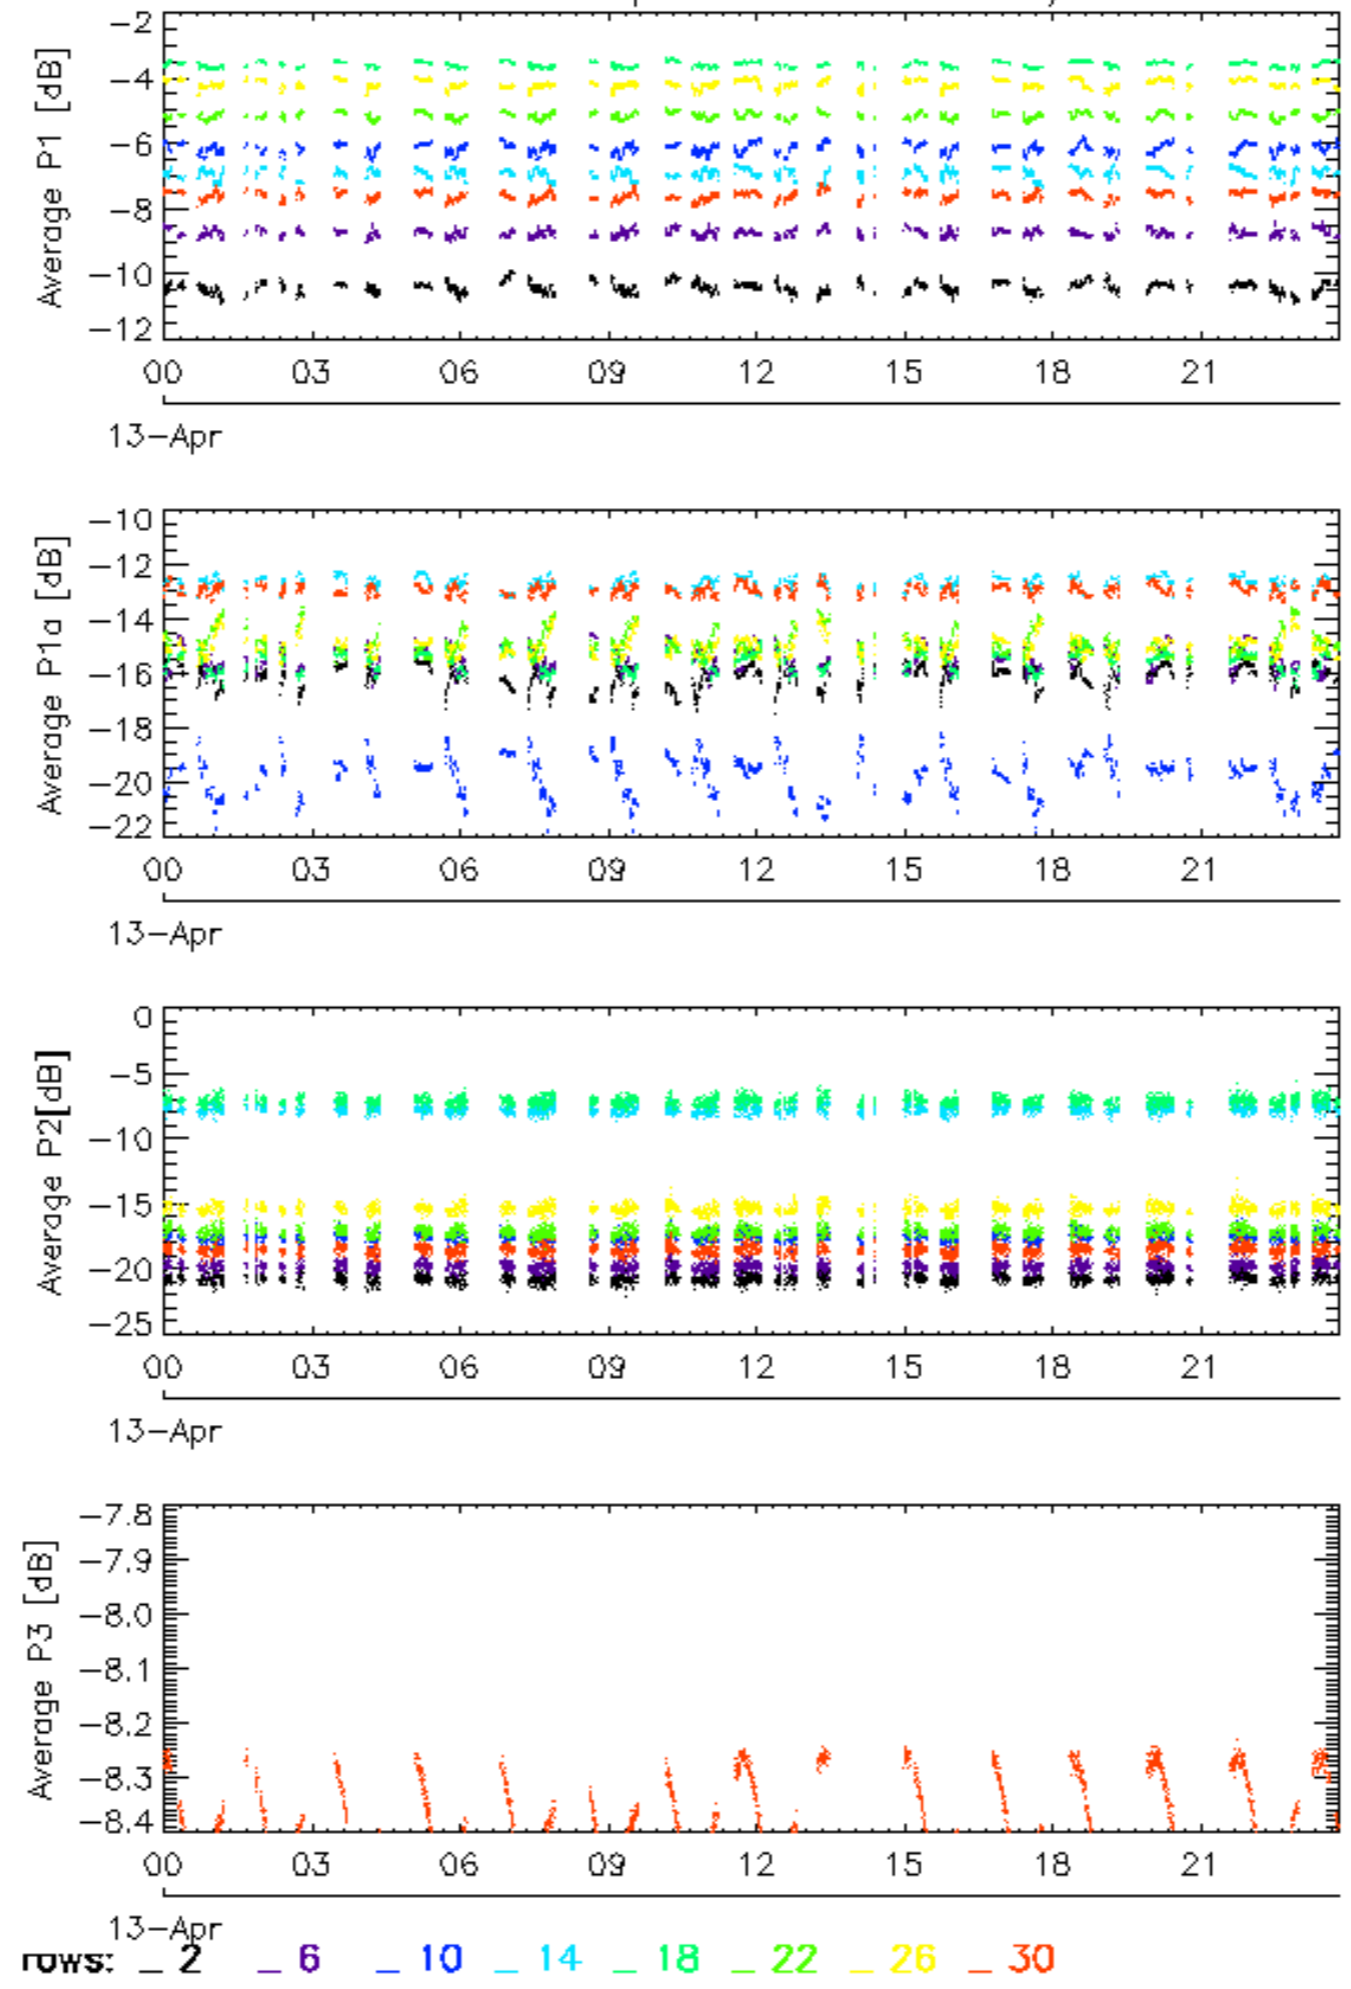 Average P1 [dB]
−2
−4
−6
−8
−10
−12
00 03 06 09 12 15 18 21
13−Apr
Average P1a [dB]
−10
−12
−14
−16
−18
−20
−22
00 03 06 09 12 15 18 21
13−Apr
Average P2[dB]
0
−5
−10
−15
−20
−25
00 03 06 09 12 15 18 21
13−Apr
Average P3 [dB]
−7.8
−7.9
−8.0
−8.1
−8.2
−8.3
−8.4
00 03 06 09 12 15 18 21
13−Apr
rows: _ 2 _ 6 _ 10 _ 14 _ 18 _ 22 _ 26 _ 30